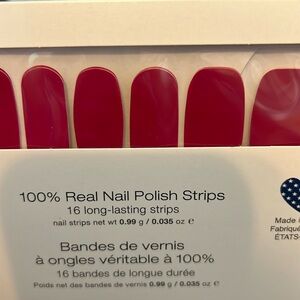 100% Real Nail Polish Strips
16 long-lasting strips
nail strips net wt 0.99 g / 0.035 oz ℮
Made
Fabriqué
ÉTATS-
Bandes de vernis
à ongles véritable à 100%
16 bandes de longue durée
Poids net des bandes de vernis 0.99 g / 0.035 oz ℮